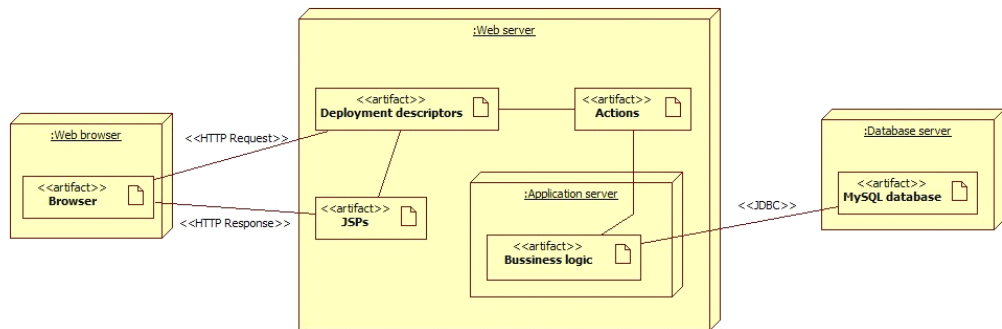 :Web server
<<artifact>>
Deployment descriptors
<<artifact>>
Actions
:Web browser
<<HTTP Request>>
:Database server
<<artifact>>
Browser
<<artifact>>
MySQL database
:Application server
<<artifact>>
JSPs
<<HTTP Response>>
<<JDBC>>
<<artifact>>
Bussiness logic